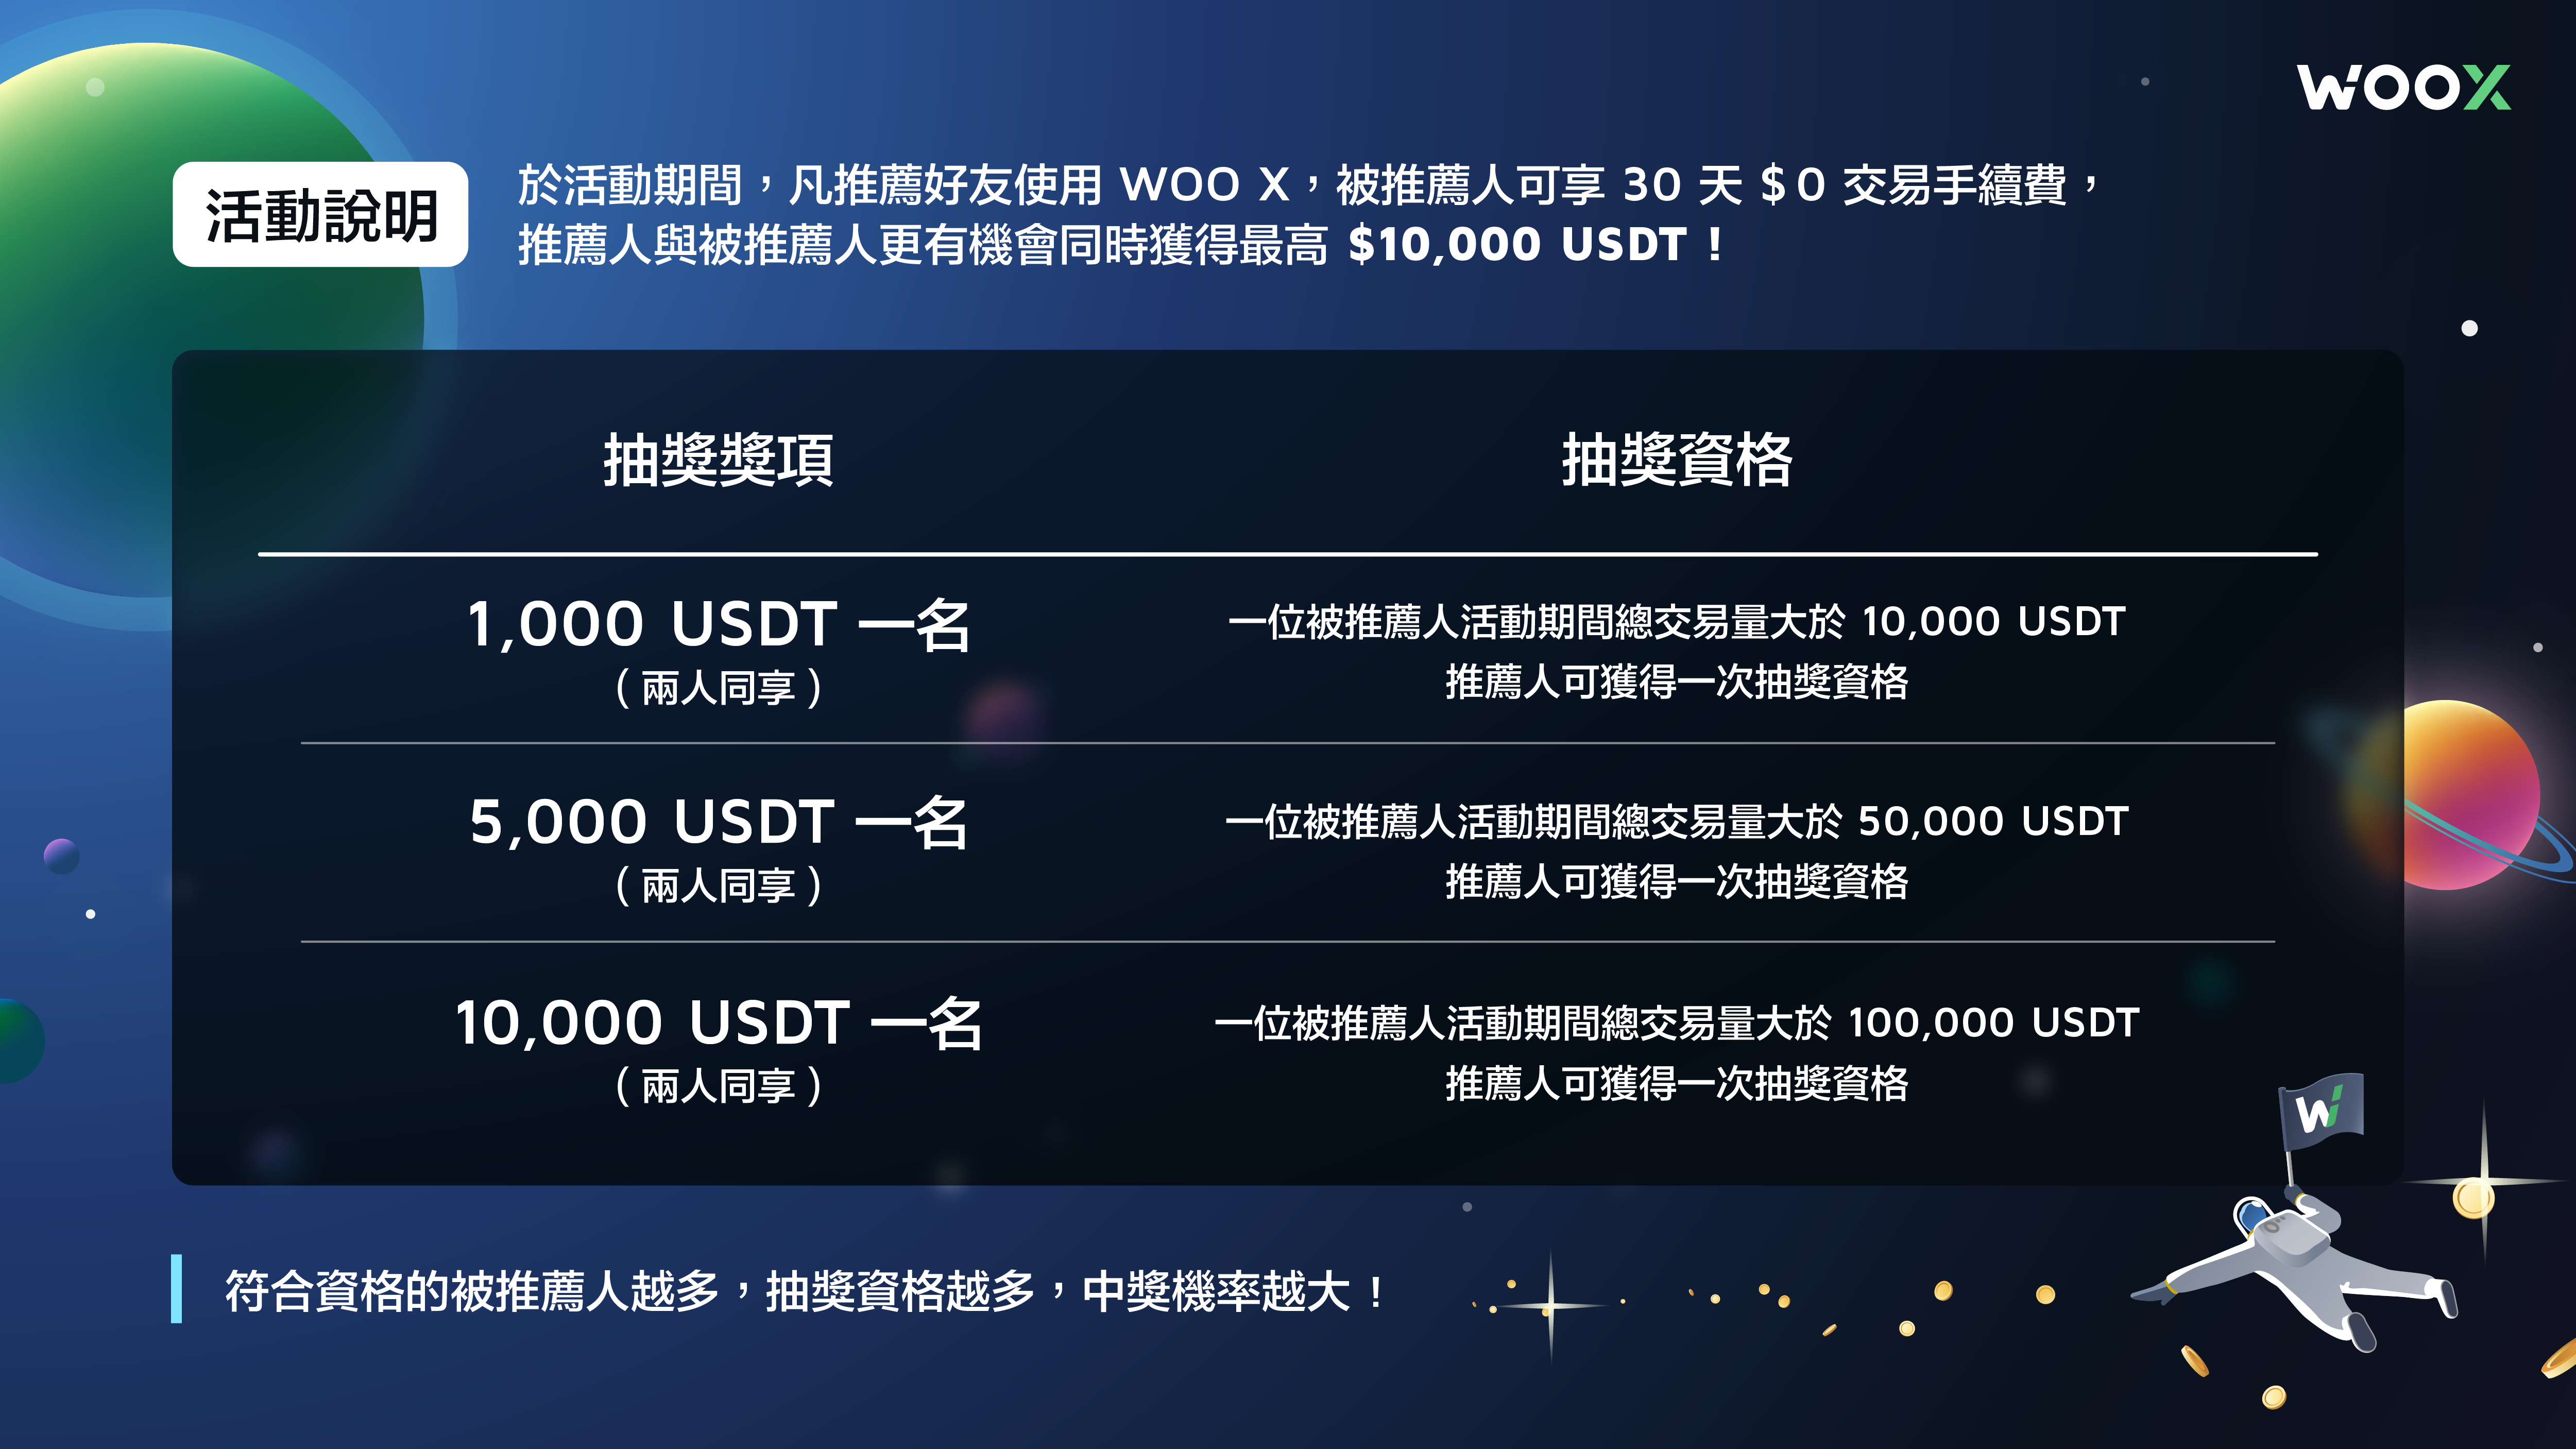 WOOX
活動說明
於活動期間，凡推薦好友使用 WOO X，被推薦人可享 30 天 $0 交易手續費，
推薦人與被推薦人更有機會同時獲得最高 $10,000 USDT！
抽獎獎項
抽獎資格
1,000 USDT 一名
（兩人同享）
一位被推薦人活動期間總交易量大於 10,000 USDT
推薦人可獲得一次抽獎資格
5,000 USDT 一名
（兩人同享）
一位被推薦人活動期間總交易量大於 50,000 USDT
推薦人可獲得一次抽獎資格
10,000 USDT 一名
（兩人同享）
一位被推薦人活動期間總交易量大於 100,000 USDT
推薦人可獲得一次抽獎資格
W
符合資格的被推薦人越多，抽獎資格越多，中獎機率越大！